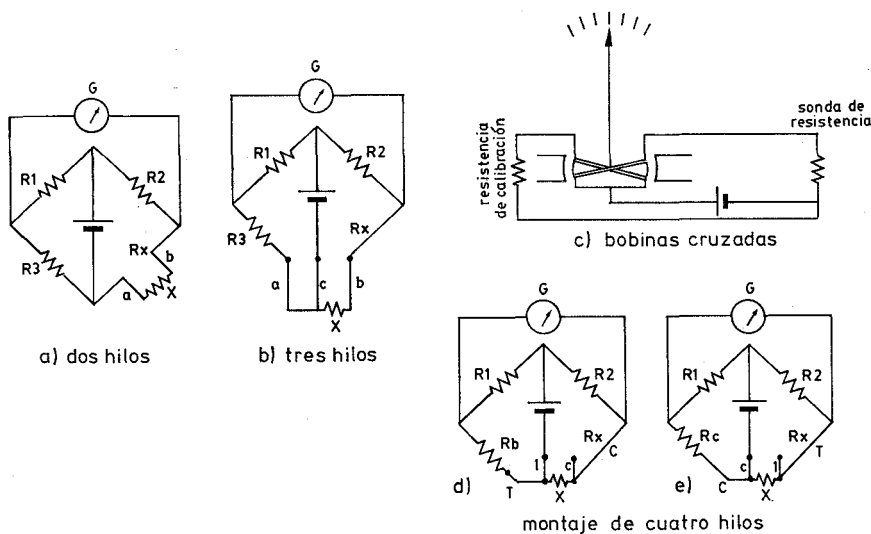 G
R1
R2
R3
Rx
b
a
X
a) dos hilos
G
R1
R2
R3
Rx
a
c
b
X
b) tres hilos
resistencia
de calibración
sonda de
resistencia
c) bobinas cruzadas
G
R1
R2
Rb
Rx
C
1
c
T
X
d)
G
R1
R2
Rc
Rx
T
c
1
C
X
e)
montaje de cuatro hilos